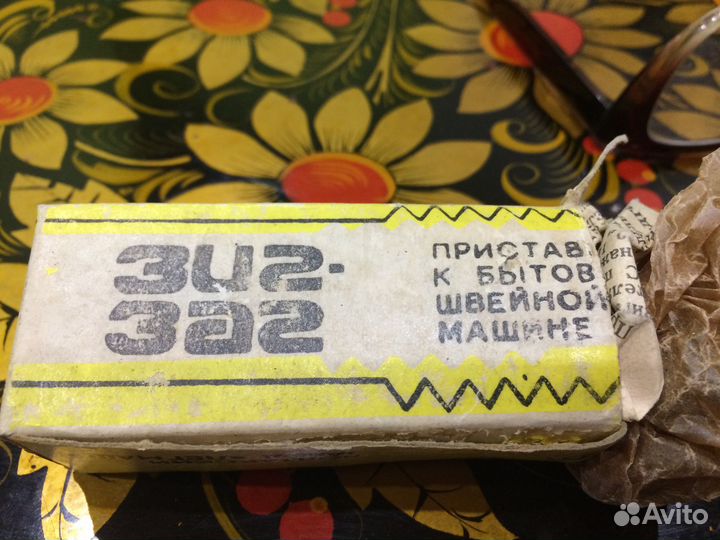 зиг-
заг
ПРИСТАВ
К БЫТОВ
ШВЕЙНОЙ
МАШИНЕ
Avito